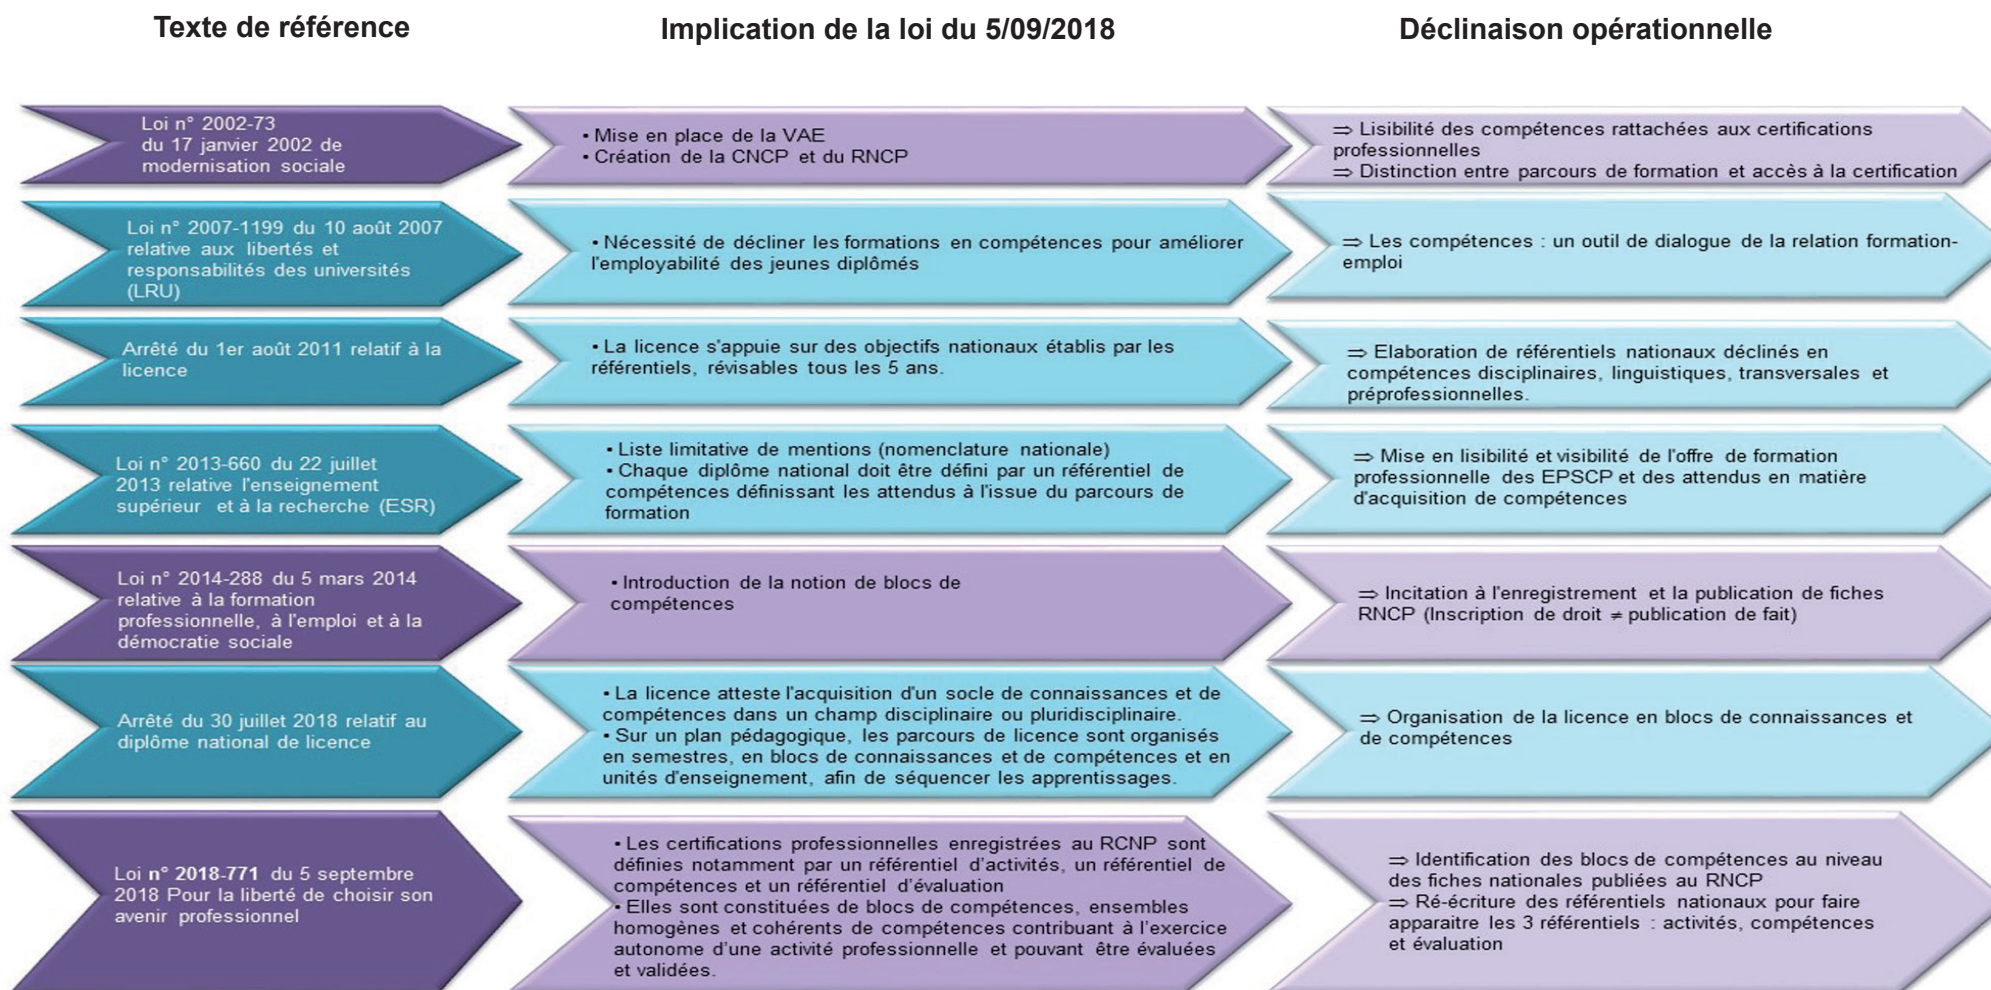 Texte de référence
Implication de la loi du 5/09/2018
Déclinaison opérationnelle
Loi n° 2002-73
du 17 janvier 2002 de
modernisation sociale
• Mise en place de la VAE
• Création de la CNCP et du RNCP
⇒ Lisibilité des compétences rattachées aux certifications
professionnelles
⇒ Distinction entre parcours de formation et accès à la certification
Loi n° 2007-1199 du 10 août 2007
relative aux libertés et
responsabilités des universités
(LRU)
• Nécessité de décliner les formations en compétences pour améliorer
l'employabilité des jeunes diplômés
⇒ Les compétences : un outil de dialogue de la relation formation-
emploi
Arrêté du 1er août 2011 relatif à la
licence
• La licence s'appuie sur des objectifs nationaux établis par les
référentiels, révisables tous les 5 ans.
⇒ Elaboration de référentiels nationaux déclinés en
compétences disciplinaires, linguistiques, transversales et
préprofessionnelles.
Loi n° 2013-660 du 22 juillet
2013 relative l'enseignement
supérieur et à la recherche (ESR)
• Liste limitative de mentions (nomenclature nationale)
• Chaque diplôme national doit être défini par un référentiel de
compétences définissant les attendus à l'issue du parcours de
formation
⇒ Mise en lisibilité et visibilité de l'offre de formation
professionnelle des EPSCP et des attendus en matière
d'acquisition de compétences
Loi n° 2014-288 du 5 mars 2014
relative à la formation
professionnelle, à l'emploi et à la
démocratie sociale
• Introduction de la notion de blocs de
compétences
⇒ Incitation à l'enregistrement et la publication de fiches
RNCP (Inscription de droit ≠ publication de fait)
Arrêté du 30 juillet 2018 relatif au
diplôme national de licence
• La licence atteste l'acquisition d'un socle de connaissances et de
compétences dans un champ disciplinaire ou pluridisciplinaire.
• Sur un plan pédagogique, les parcours de licence sont organisés
en semestres, en blocs de connaissances et de compétences et en
unités d'enseignement, afin de séquencer les apprentissages.
⇒ Organisation de la licence en blocs de connaissances et
de compétences
Loi n° 2018-771 du 5 septembre
2018 Pour la liberté de choisir son
avenir professionnel
• Les certifications professionnelles enregistrées au RCNP sont
définies notamment par un référentiel d’activités, un référentiel de
compétences et un référentiel d’évaluation
• Elles sont constituées de blocs de compétences, ensembles
homogènes et cohérents de compétences contribuant à l’exercice
autonome d’une activité professionnelle et pouvant être évaluées
et validées.
⇒ Identification des blocs de compétences au niveau
des fiches nationales publiées au RNCP
⇒ Ré-écriture des référentiels nationaux pour faire
apparaitre les 3 référentiels : activités, compétences
et évaluation